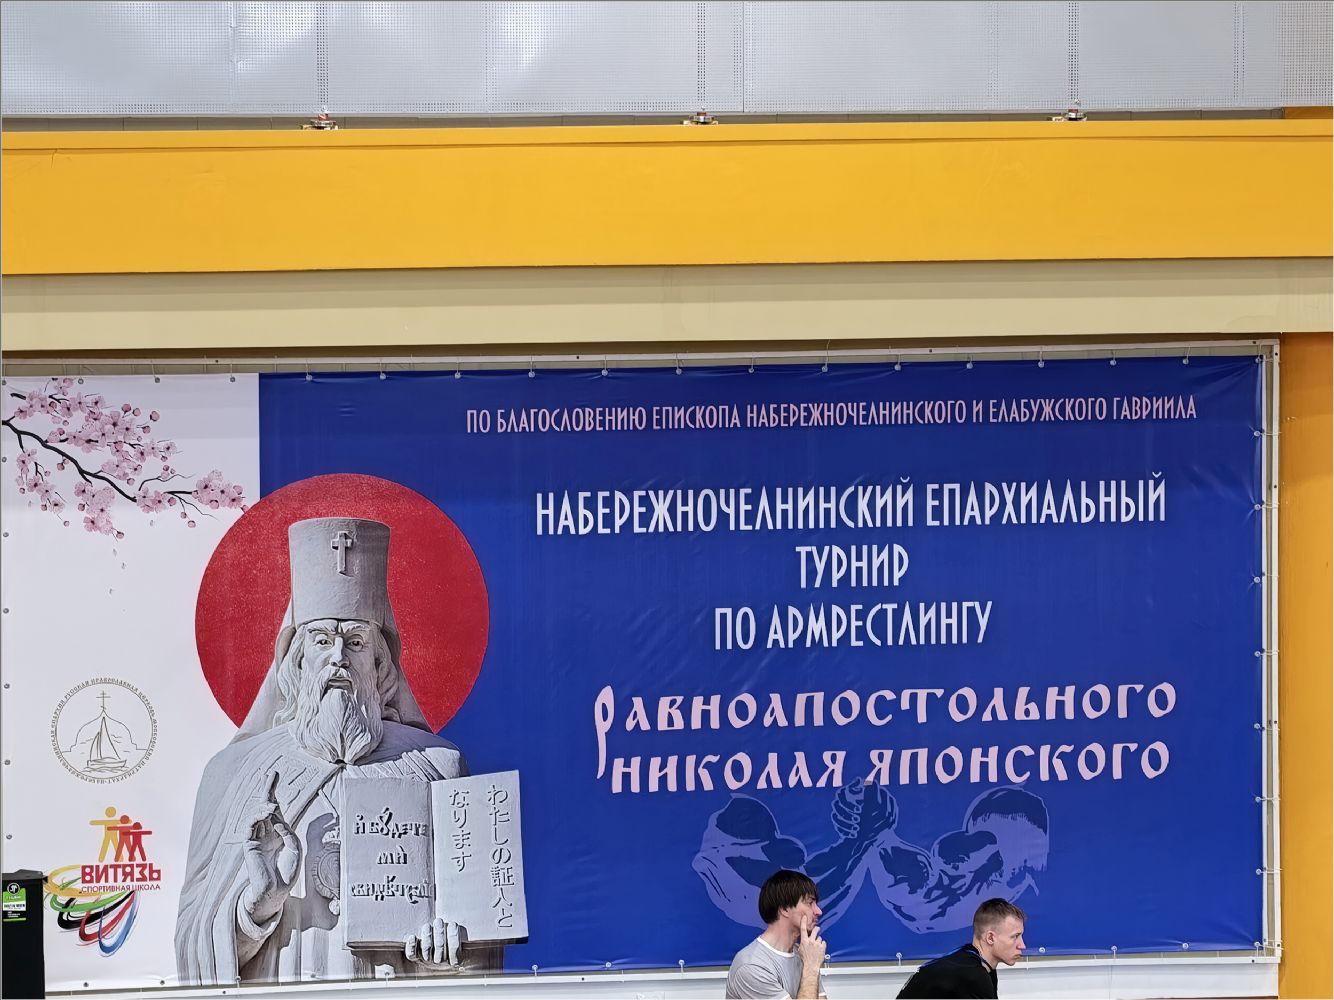 ПО БЛАГОСЛОВЕНИЮ ЕПИСКОПА НАБЕРЕЖНОЧЕЛНИНСКОГО И ЕЛАБУЖСКОГО ГАВРИИЛА
НАБЕРЕЖНОЧЕЛНИНСКИЙ ЕПАРХИАЛЬНЫЙ
ТУРНИР
ПО АРМРЕСТЛИНГУ
РАВНОАПОСТОЛЬНОГО
НИКОЛАЯ ЯПОНСКОГО
わたしの証人と
なります
ВИТЯЗЬ
СПОРТИВНАЯ ШКОЛА